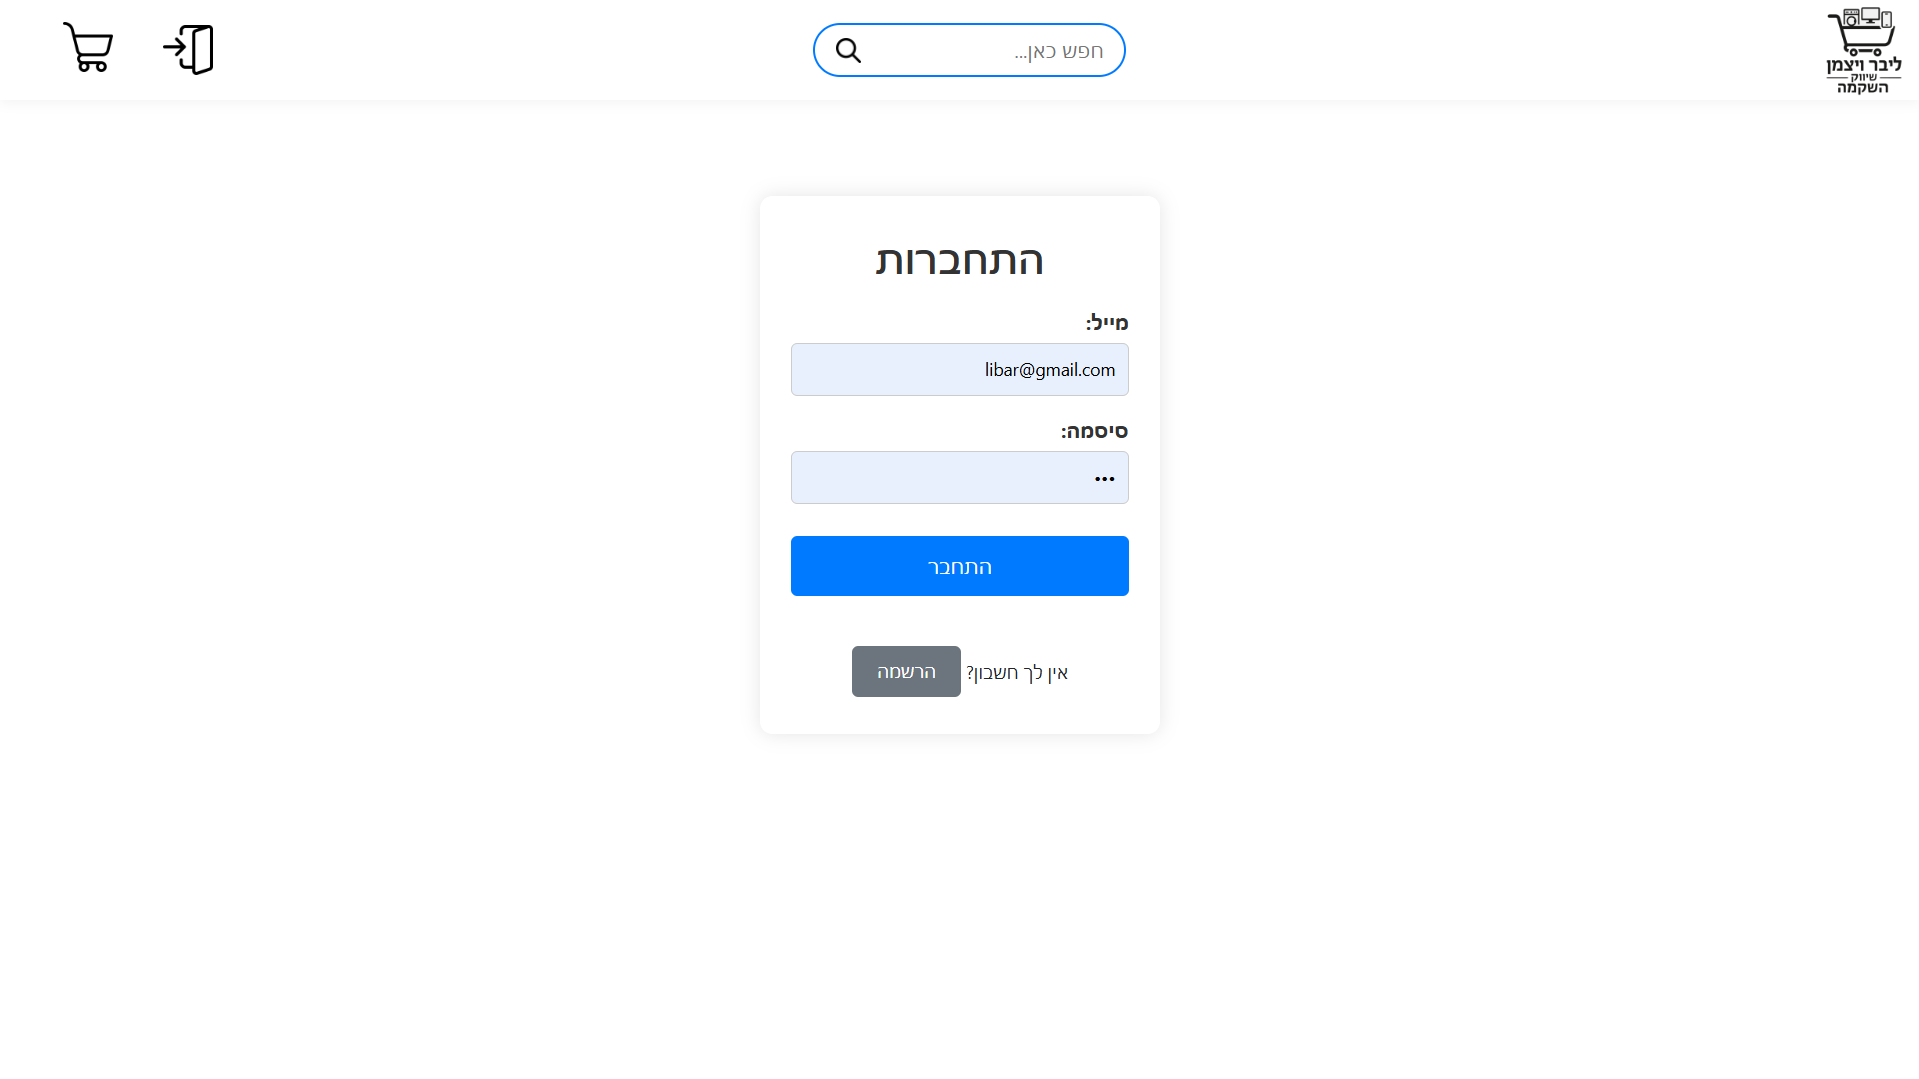 חפש כאן...
ליבר ויצמן
שיווק
השקמה
התחברות
מייל:
libar@gmail.com
סיסמה:
•••
התחבר
אין לך חשבון? הרשמה